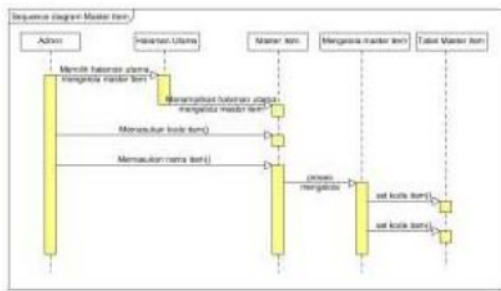 Sequence diagram Master Item
Admin
Halaman Utama
Master item
Mengelola master item
Tabel Master item
Memilih halaman utama
mengelola master item
Menampilkan halaman utama
mengelola master item
Memasukan kode item()
Memasukan nama item()
proses
mengelola
set kode item()
set kode item()